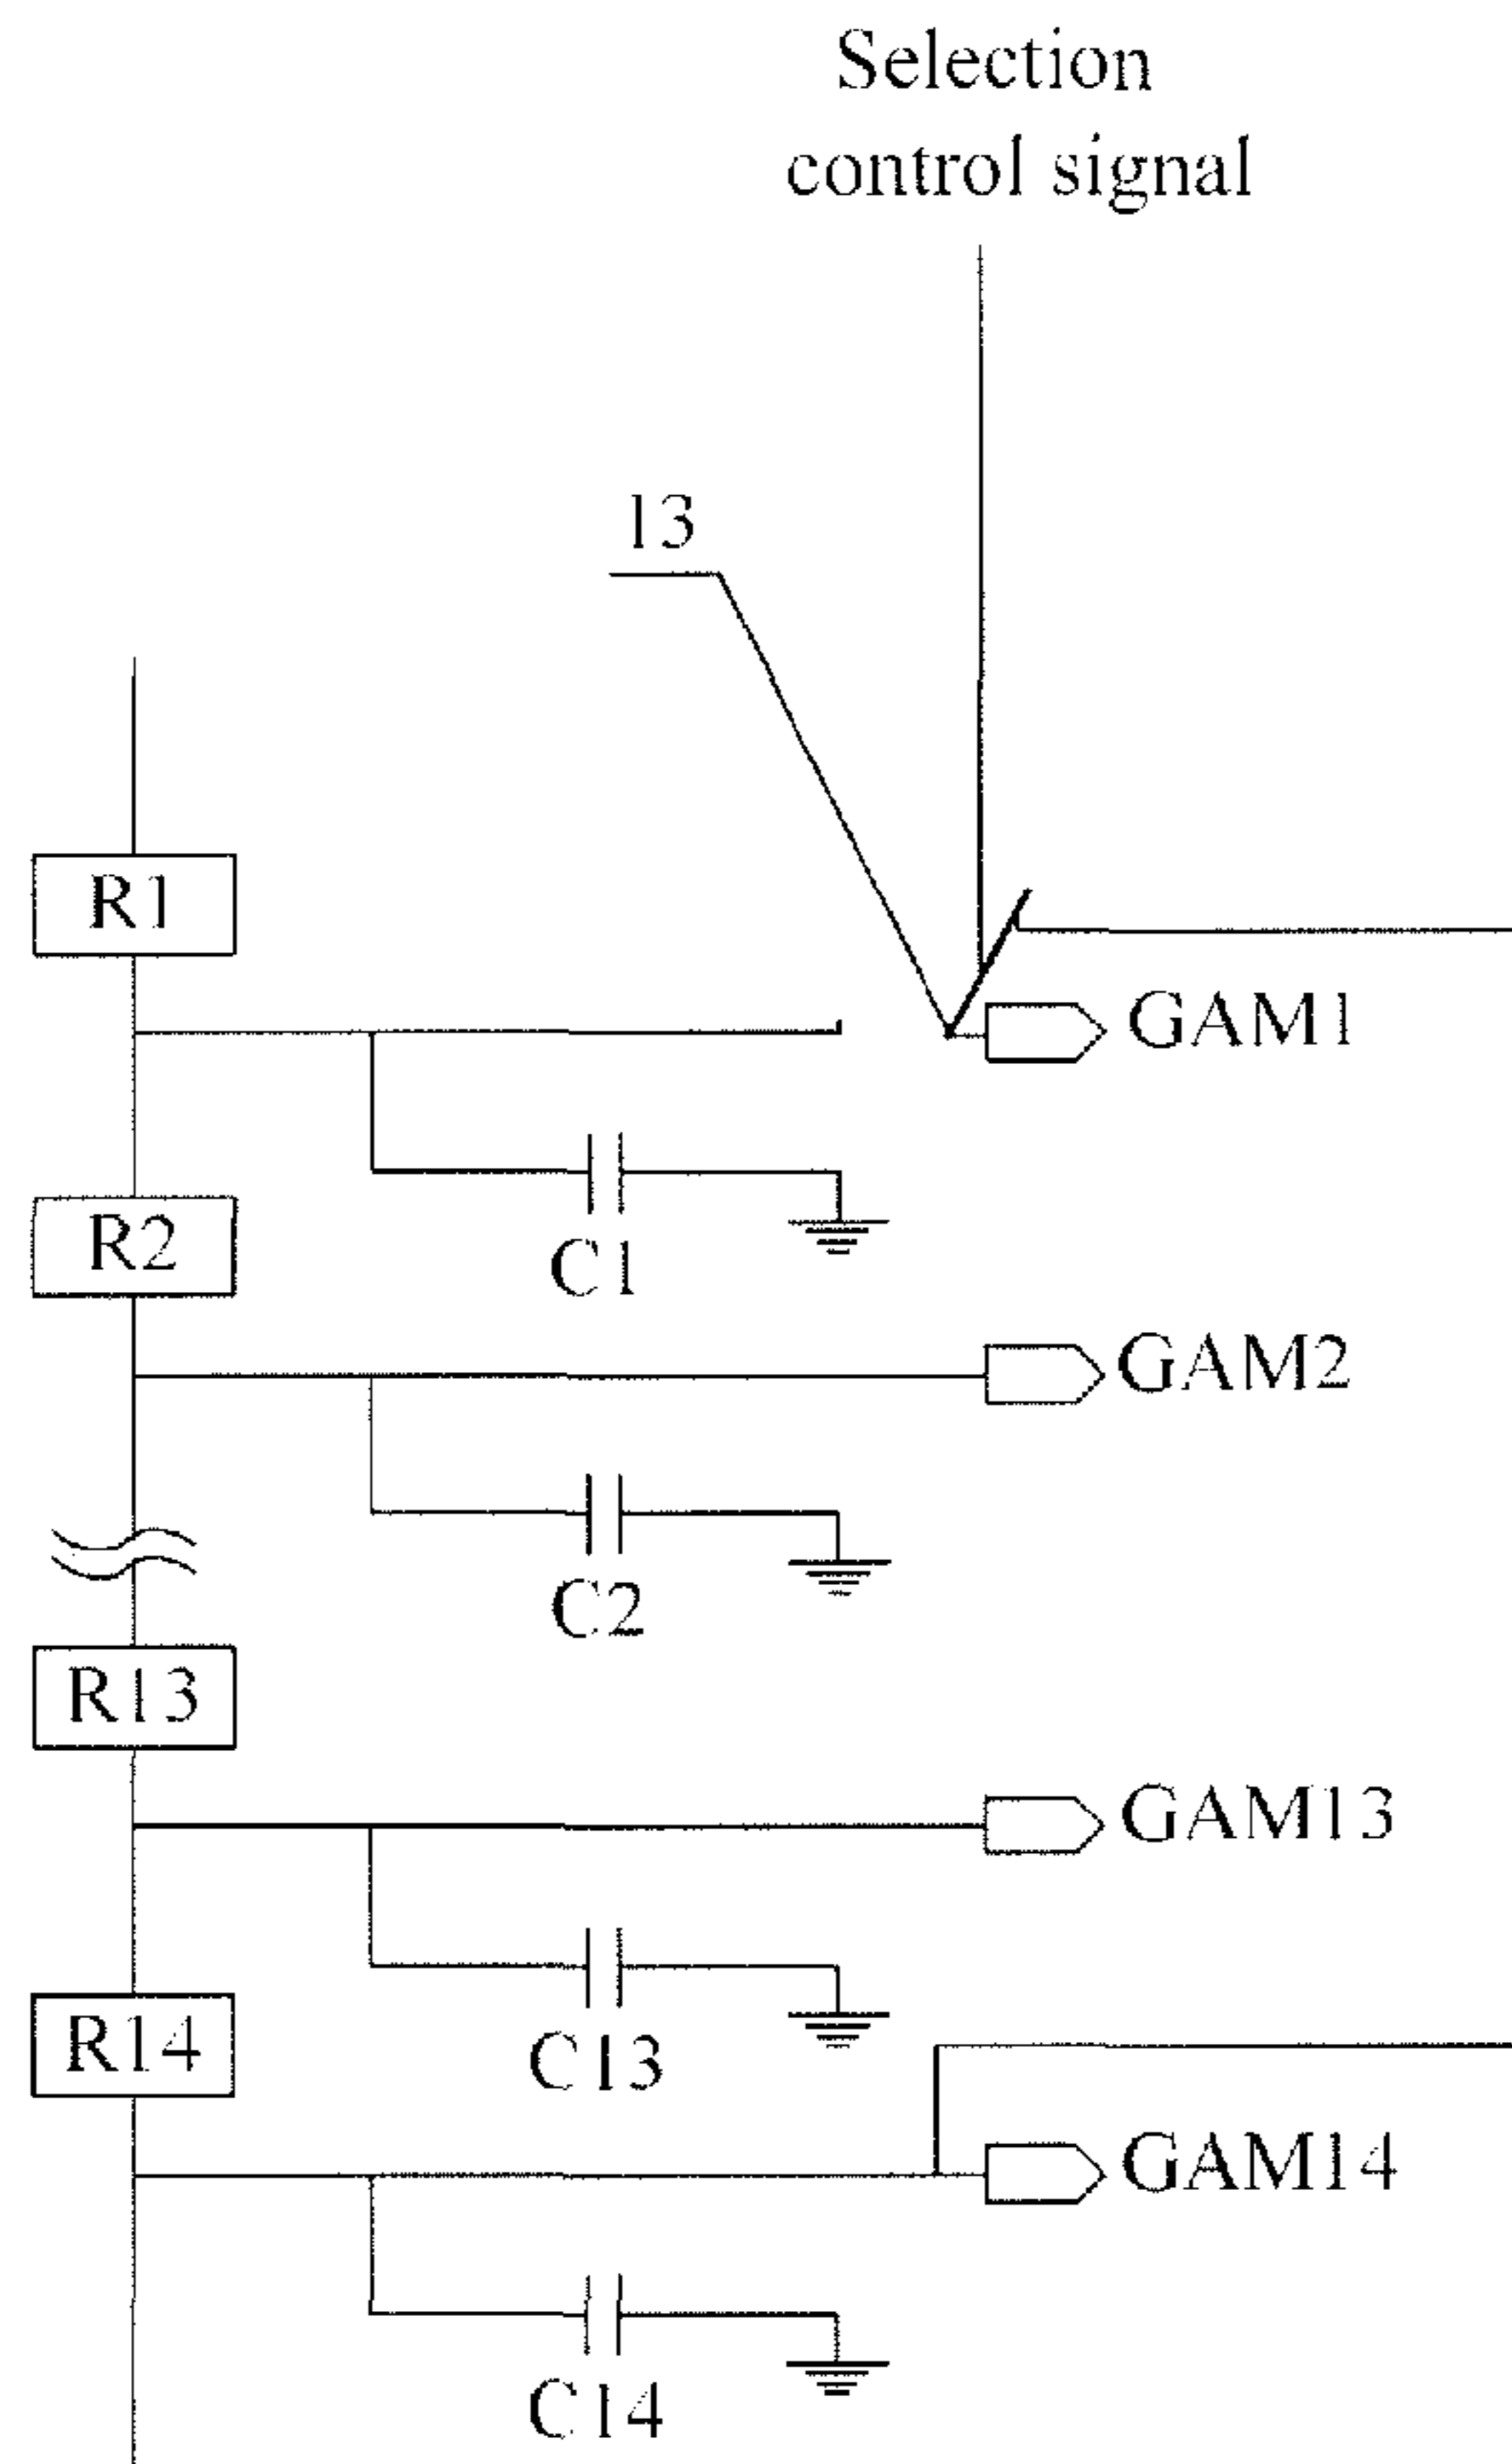 Selection
control signal
13
R1
GAM1
R2
C1
GAM2
C2
R13
GAM13
R14
C13
GAM14
C14